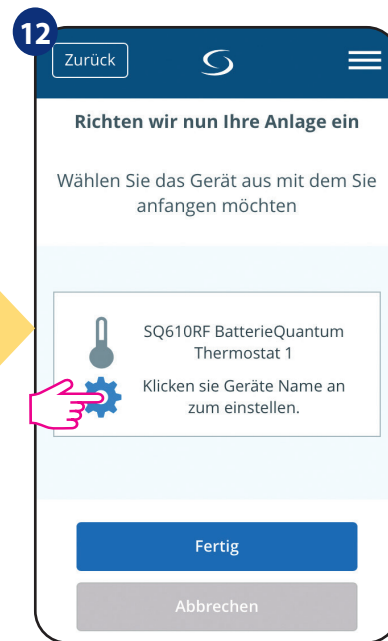 12
Zurück
Richten wir nun Ihre Anlage ein
Wählen Sie das Gerät aus mit dem Sie
anfangen möchten
SQ610RF BatterieQuantum
Thermostat 1
Klicken sie Geräte Name an
zum einstellen.
Fertig
Abbrechen